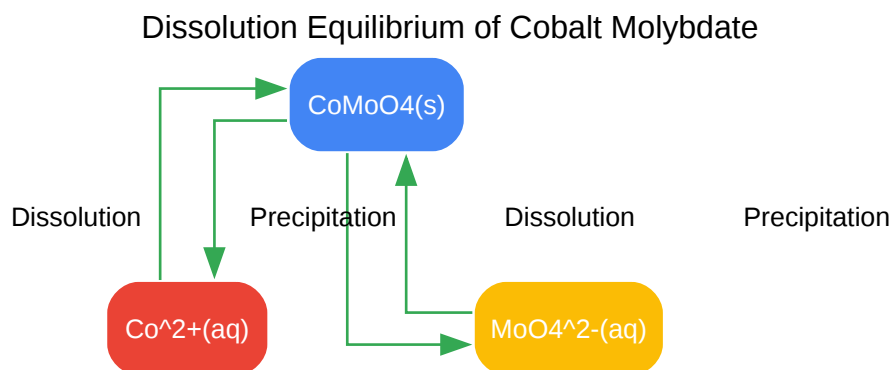 Dissolution Equilibrium of Cobalt Molybdate
CoMoO4(s)
Dissolution Precipitation Dissolution Precipitation
Co^2+(aq) MoO4^2-(aq)